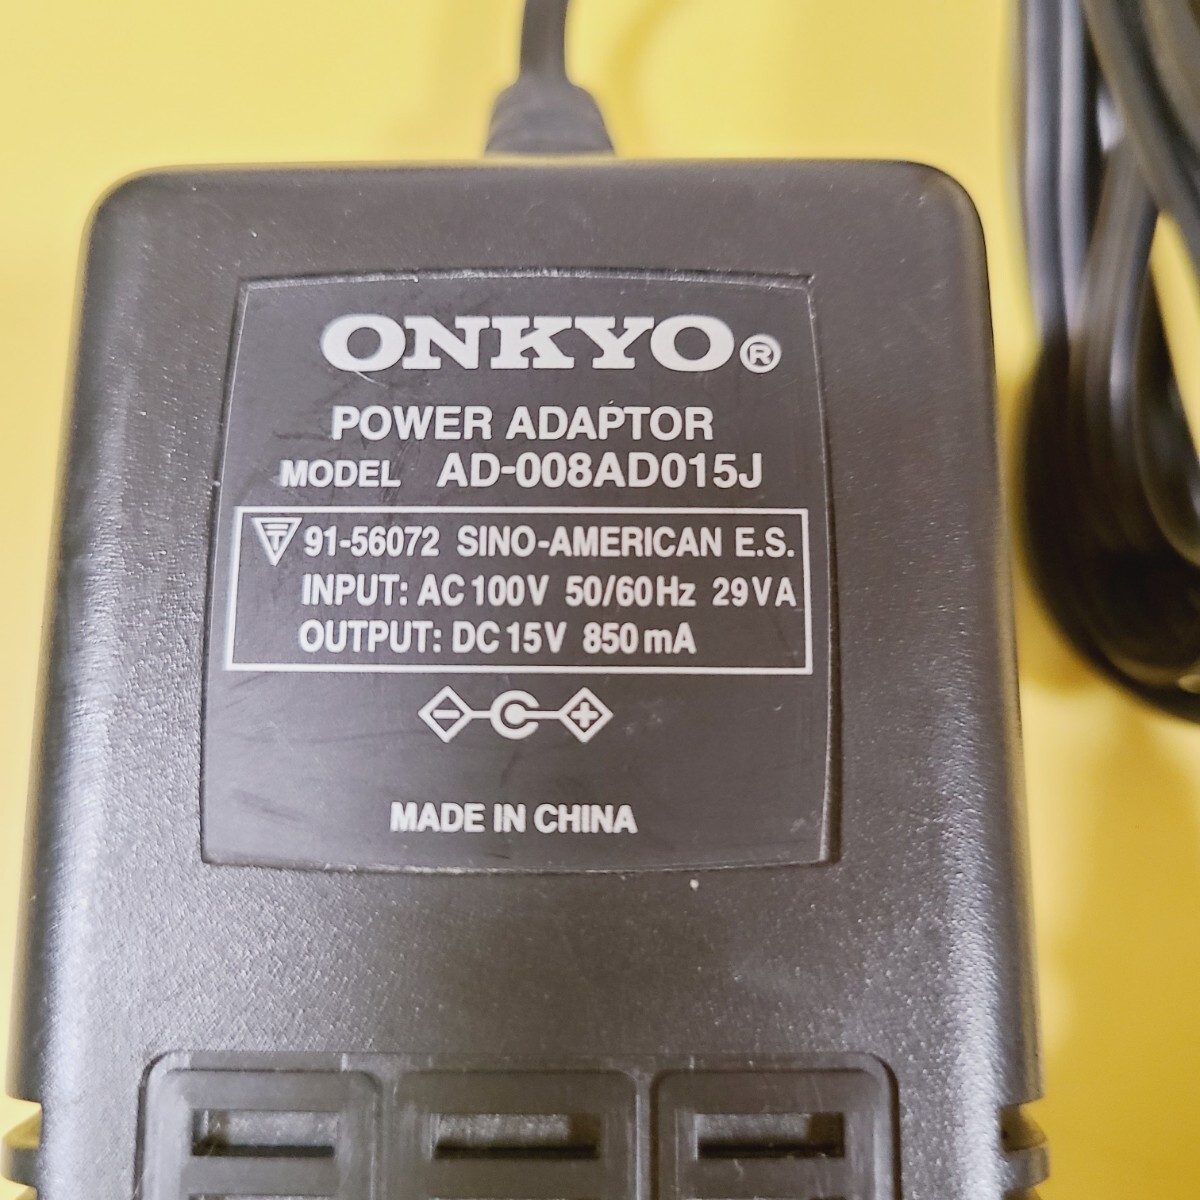 ONKYO®
POWER ADAPTOR
MODEL AD-008AD015J
91-56072 SINO-AMERICAN E.S.
INPUT: AC 100V 50/60Hz 29VA
OUTPUT: DC 15V 850mA
MADE IN CHINA